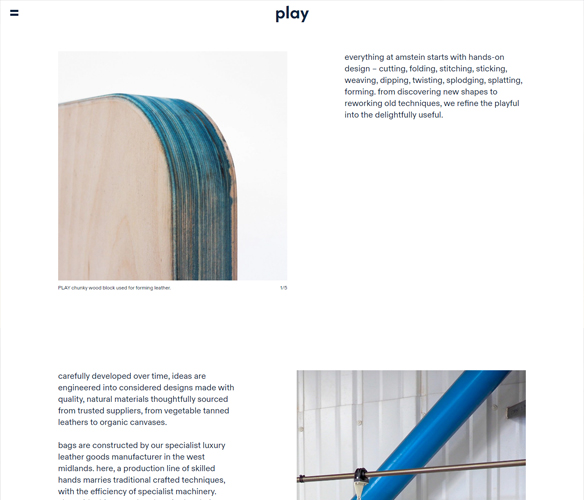 play
everything at amstein starts with hands-on
design – cutting, folding, stitching, sticking,
weaving, dipping, twisting, splodging, splatting,
forming. from discovering new shapes to
reworking old techniques, we refine the playful
into the delightfully useful.
PLAY chunky wood block used for forming leather. 1/5
carefully developed over time, ideas are
engineered into considered designs made with
quality, natural materials thoughtfully sourced
from trusted suppliers, from vegetable tanned
leathers to organic canvases.
bags are constructed by our specialist luxury
leather goods manufacturer in the west
midlands. here, a production line of skilled
hands marries traditional crafted techniques,
with the efficiency of specialist machinery.